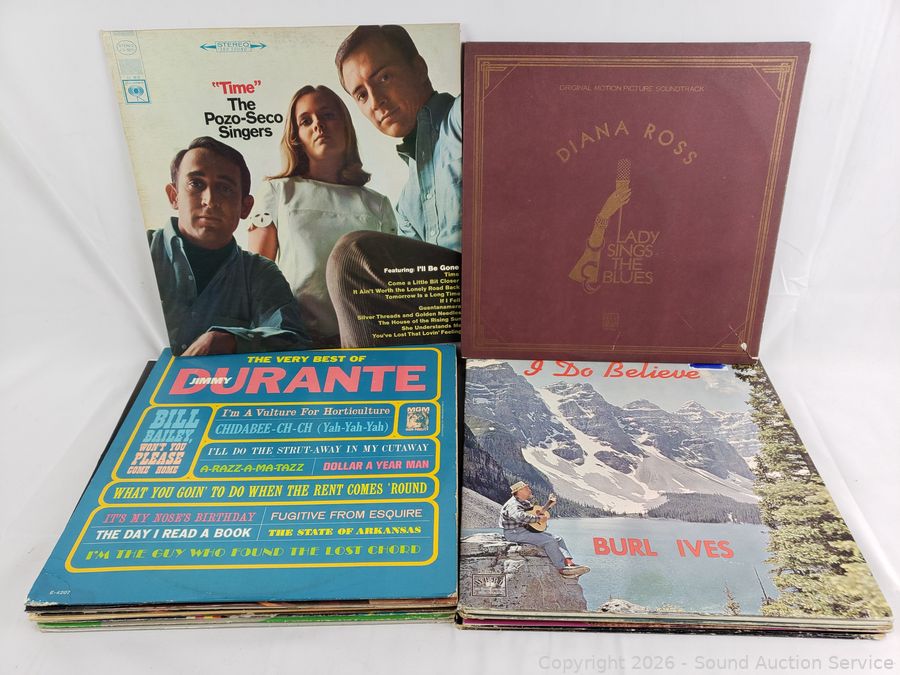 STEREO
"Time"
The
Pozo-Seco
Singers
Featuring: I'll Be Gone
Time
Come a Little Bit Closer
It Ain't Worth the Lonely Road Back
Tomorrow Is a Long Time
If I Fell
Guantanamera
Silver Threads and Golden Needles
The House of the Rising Sun
She Understands Me
You've Lost That Lovin' Feeling
ORIGINAL MOTION PICTURE SOUNDTRACK
DIANA ROSS
LADY
SINGS
THE
BLUES
THE VERY BEST OF
JIMMY
DURANTE
BILL
BAILEY,
WON'T YOU
PLEASE
COME HOME
I'm A Vulture For Horticulture
CHIDABEE-CH-CH (Yah-Yah-Yah)
MGM
I'LL DO THE STRUT-AWAY IN MY CUTAWAY
A-RAZZ-A-MA-TAZZ
DOLLAR A YEAR MAN
WHAT YOU GOIN' TO DO WHEN THE RENT COMES 'ROUND
IT'S MY NOSE'S BIRTHDAY
FUGITIVE FROM ESQUIRE
THE DAY I READ A BOOK
THE STATE OF ARKANSAS
I'M THE GUY WHO FOUND THE LOST CHORD
E-4207
I Do Believe
BURL IVES
Copyright 2026 - Sound Auction Service